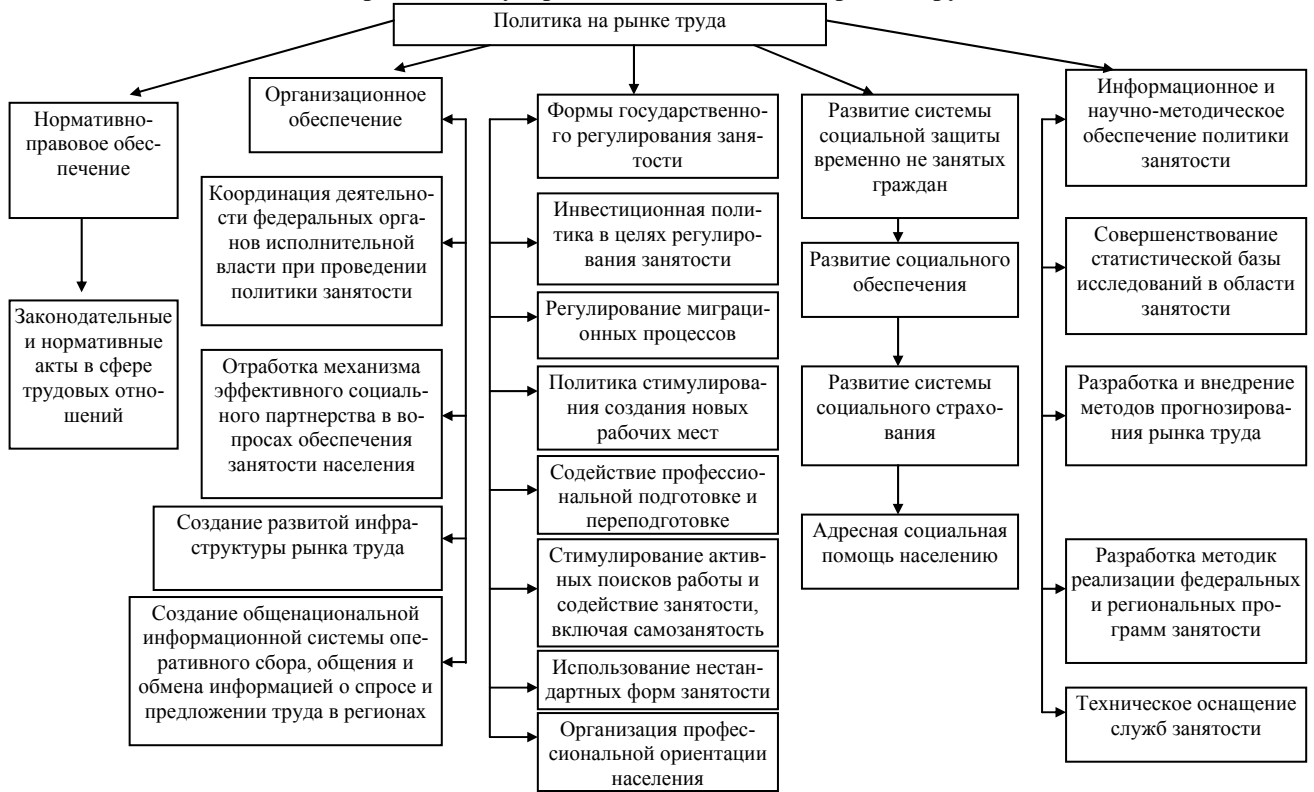 Политика на рынке труда
Нормативно-
правовое обес-
печение
Законодательные
и нормативные
акты в сфере
трудовых отно-
шений
Организационное
обеспечение
Координация деятельно-
сти федеральных орга-
нов исполнительной
власти при проведении
политики занятости
Отработка механизма
эффективного социаль-
ного партнерства в во-
просах обеспечения
занятости населения
Создание развитой инфра-
структуры рынка труда
Создание общенациональной
информационной системы опе-
ративного сбора, общения и
обмена информацией о спросе и
предложении труда в регионах
Формы государственно-
го регулирования заня-
тости
Инвестиционная поли-
тика в целях регулиро-
вания занятости
Регулирование миграци-
онных процессов
Политика стимулирова-
ния создания новых
рабочих мест
Содействие профессио-
нальной подготовке и
переподготовке
Стимулирование актив-
ных поисков работы и
содействие занятости,
включая самозанятость
Использование нестан-
дартных форм занятости
Организация профес-
сиональной ориентации
населения
Развитие системы
социальной защиты
временно не занятых
граждан
Развитие социального
обеспечения
Развитие системы
социального страхо-
вания
Адресная социальная
помощь населению
Информационное и
научно-методическое
обеспечение политики
занятости
Совершенствование
статистической базы
исследований в области
занятости
Разработка и внедрение
методов прогнозирова-
ния рынка труда
Разработка методик
реализации федеральных
и региональных про-
грамм занятости
Техническое оснащение
служб занятости